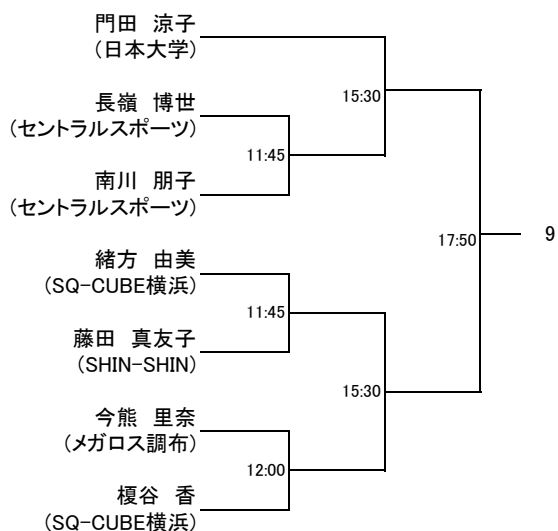 門田　涼子
(日本大学)
15:30
長嶺　博世
(セントラルスポーツ)
11:45
南川　朋子
(セントラルスポーツ)
17:50
9
緒方　由美
(SQ-CUBE横浜)
11:45
藤田　真友子
(SHIN-SHIN)
15:30
今熊　里奈
(メガロス調布)
12:00
榎谷　香
(SQ-CUBE横浜)